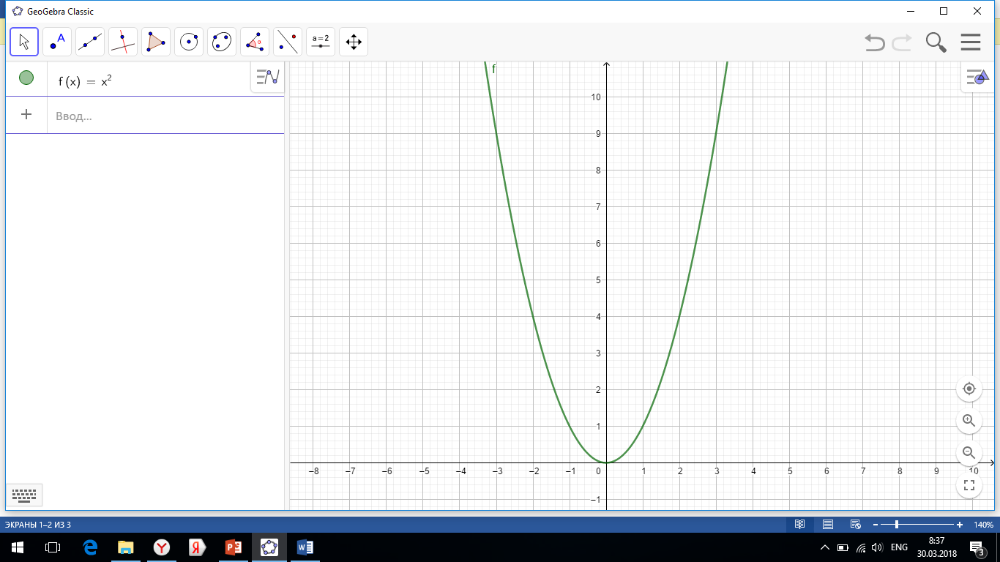 GeoGebra Classic
A
α
a=2
f(x) = x²
Ввод...
f
10
9
8
7
6
5
4
3
2
1
–8 –7 –6 –5 –4 –3 –2 –1 0 1 2 3 4 5 6 7 8 9 10
–1
ЭКРАНЫ 1–2 ИЗ 3
140%
ENG
8:37
30.03.2018
3